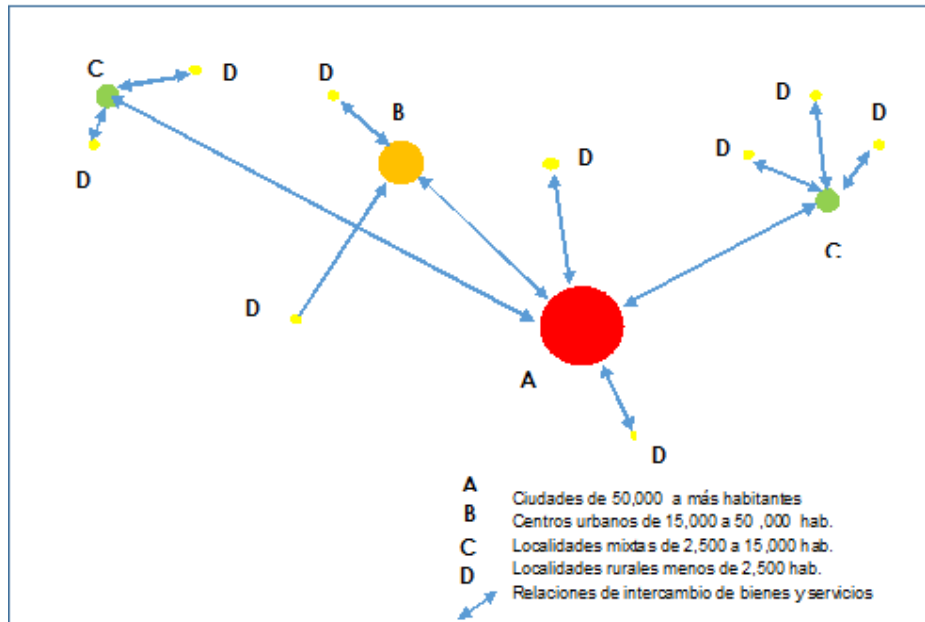 C
D
D
D
B
D
D
D
D
D
C
A
D
A Ciudades de 50,000 a más habitantes
B Centros urbanos de 15,000 a 50 ,000 hab.
C Localidades mixtas de 2,500 a 15,000 hab.
D Localidades rurales menos de 2,500 hab.
Relaciones de intercambio de bienes y servicios